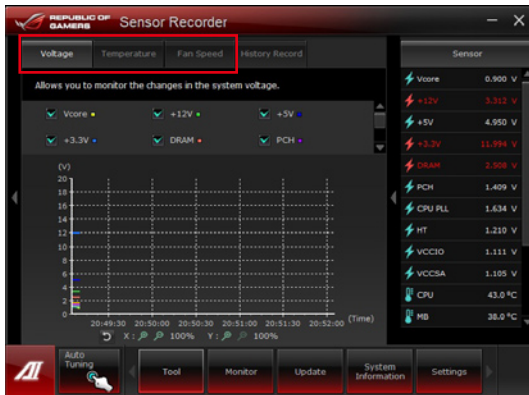 REPUBLIC OF GAMERS Sensor Recorder
Voltage Temperature Fan Speed History Record
Allows you to monitor the changes in the system voltage.
Vcore +12V +5V
+3.3V DRAM PCH
(V)
20
18
16
14
12
10
8
6
4
2
0
20:49:30 20:50:00 20:50:30 20:51:00 20:51:30 20:52:00 (Time)
X: 100% Y: 100%
Sensor
Vcore 0.900 V
+12V 3.312 V
+5V 4.950 V
+3.3V 11.994 V
DRAM 2.508 V
PCH 1.409 V
CPU PLL 1.634 V
HT 1.210 V
VCCIO 1.111 V
VCCSA 1.105 V
CPU 43.0 °C
MB 38.0 °C
AI
Auto Tuning
Tool
Monitor
Update
System Information
Settings